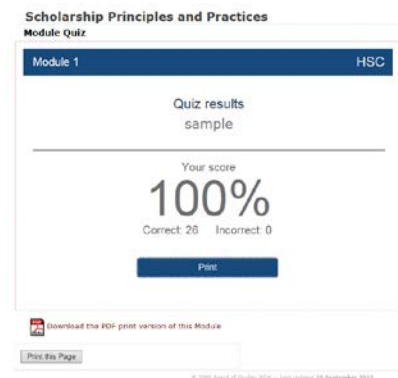 Scholarship Principles and Practices
Module Quiz
Module 1 HSC
Quiz results
sample
Your score
100%
Correct: 26 Incorrect: 0
Print
Download the PDF print version of this Module
Print this Page